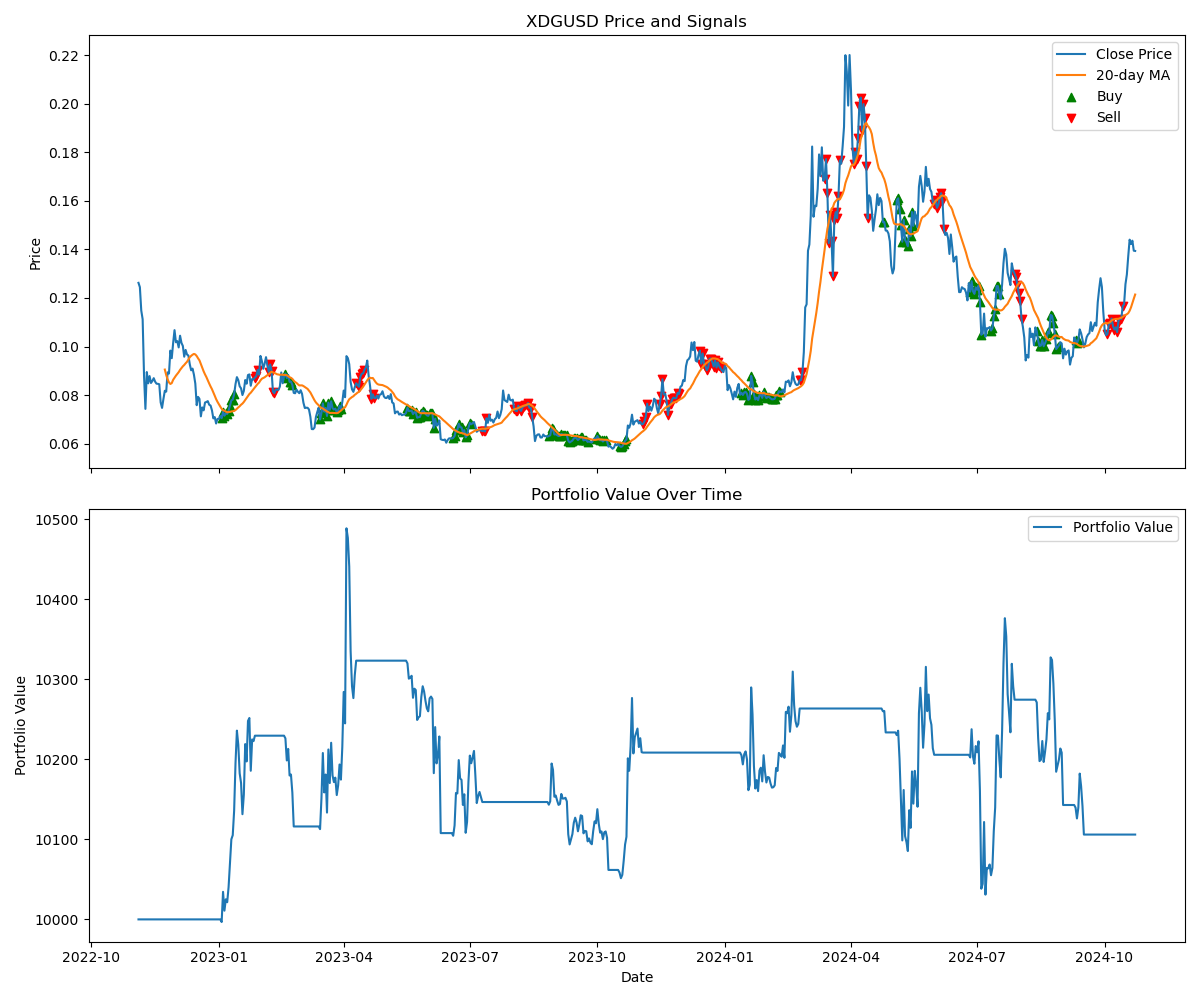 XDGUSD Price and Signals
Price
0.22
0.20
0.18
0.16
0.14
0.12
0.10
0.08
0.06
Close Price
20-day MA
Buy
Sell
Portfolio Value Over Time
Portfolio Value
10500
10400
10300
10200
10100
10000
Portfolio Value
2022-10
2023-01
2023-04
2023-07
2023-10
2024-01
2024-04
2024-07
2024-10
Date